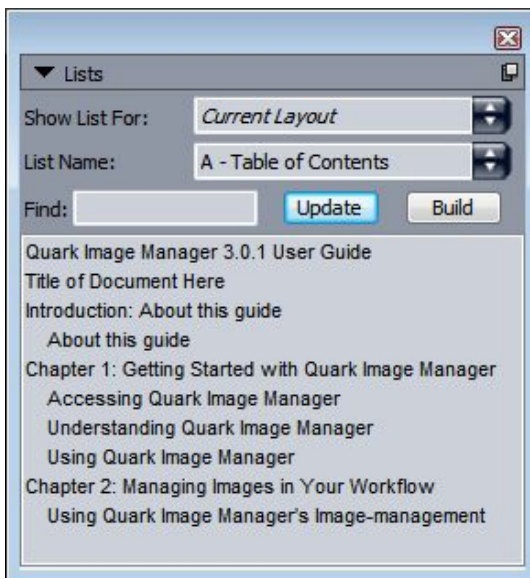 Lists
Show List For: Current Layout
List Name: A - Table of Contents
Find: Update Build
Quark Image Manager 3.0.1 User Guide
Title of Document Here
Introduction: About this guide
About this guide
Chapter 1: Getting Started with Quark Image Manager
Accessing Quark Image Manager
Understanding Quark Image Manager
Using Quark Image Manager
Chapter 2: Managing Images in Your Workflow
Using Quark Image Manager's Image-management